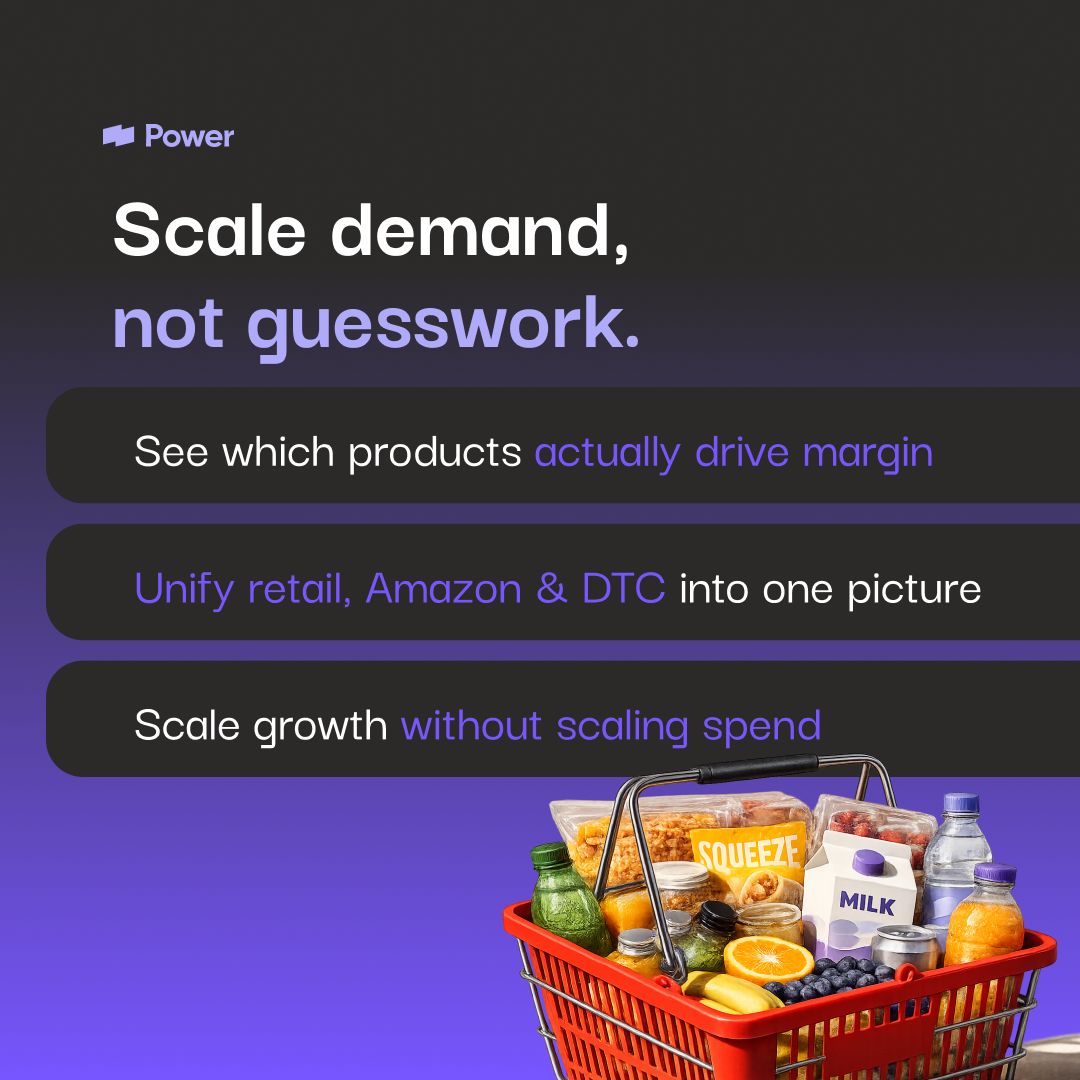 Power
Scale demand,
not guesswork.
See which products actually drive margin
Unify retail, Amazon & DTC into one picture
Scale growth without scaling spend
SQUEEZE
MILK